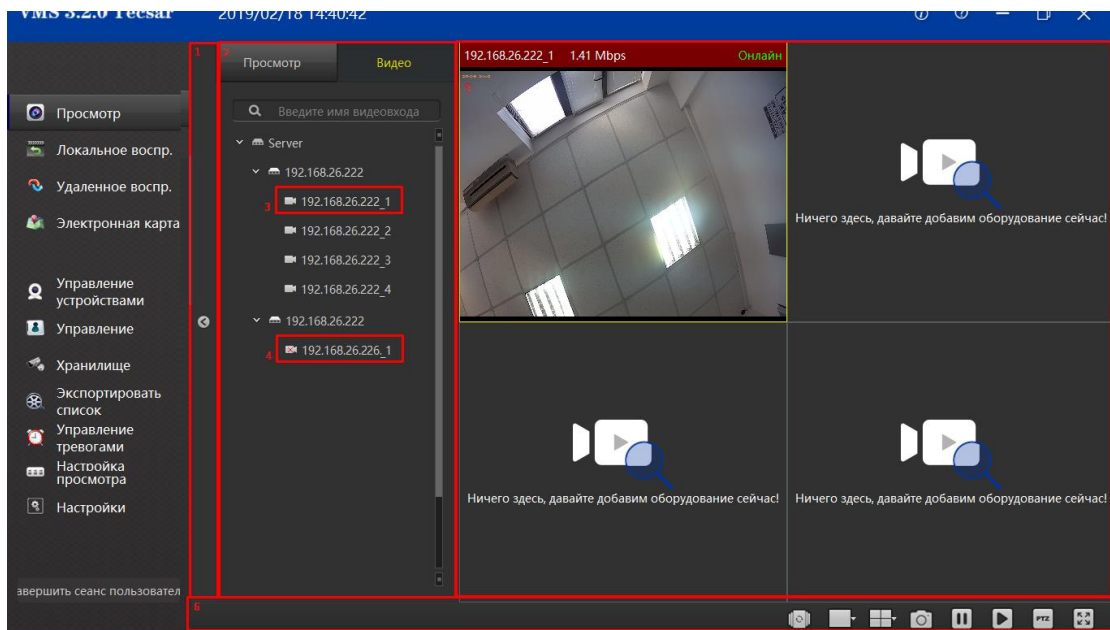 VMS 3.2.0 Tecsar
2019/02/18 14:40:42
Просмотр
Локальное воспр.
Удаленное воспр.
Электронная карта
Управление
устройствами
Управление
Хранилище
Экспортировать
список
Управление
тревогами
Настройка
просмотра
Настройки
авершить сеанс пользовател
1
2
Просмотр
Видео
Введите имя видеовхода
Server
192.168.26.222
3
192.168.26.222_1
192.168.26.222_2
192.168.26.222_3
192.168.26.222_4
192.168.26.222
4
192.168.26.226_1
192.168.26.222_1
1.41 Mbps
Онлайн
Ничего здесь, давайте добавим оборудование сейчас!
Ничего здесь, давайте добавим оборудование сейчас!
Ничего здесь, давайте добавим оборудование сейчас!
6
PTZ